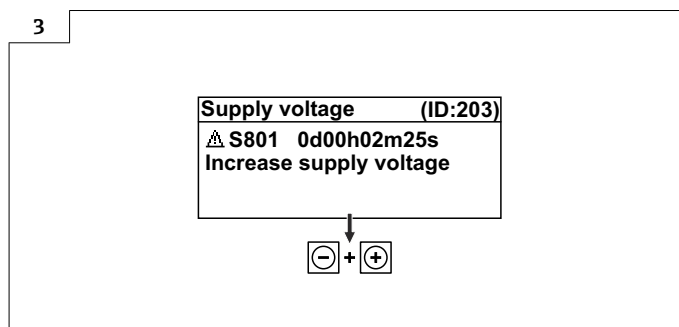 3
Supply voltage (ID:203)
⚠ S801 0d00h02m25s
Increase supply voltage
- + +